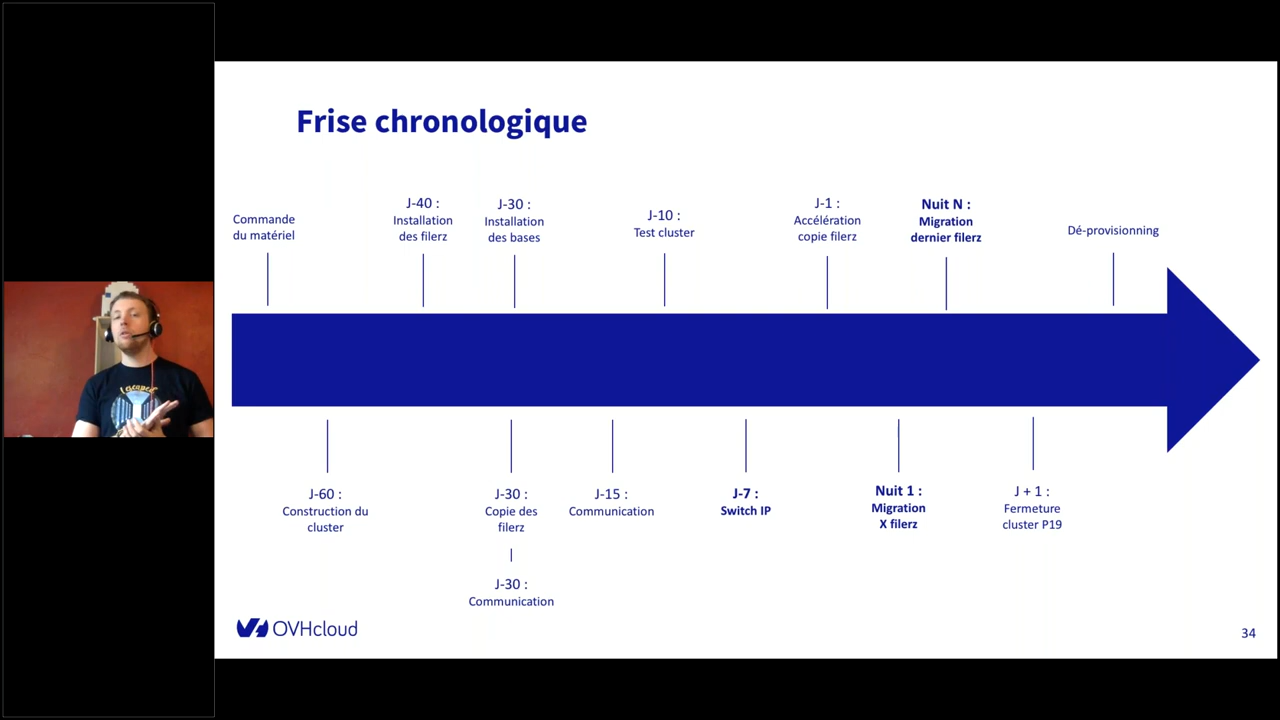 Frise chronologique
Commande
du matériel
J-40 :
Installation
des filerz
J-30 :
Installation
des bases
J-10 :
Test cluster
J-1 :
Accélération
copie filerz
Nuit N :
Migration
dernier filerz
Dé-provisionning
J-60 :
Construction du
cluster
J-30 :
Copie des
filerz
J-30 :
Communication
J-15 :
Communication
J-7 :
Switch IP
Nuit 1 :
Migration
X filerz
J + 1 :
Fermeture
cluster P19
OVHcloud
34
I escaped